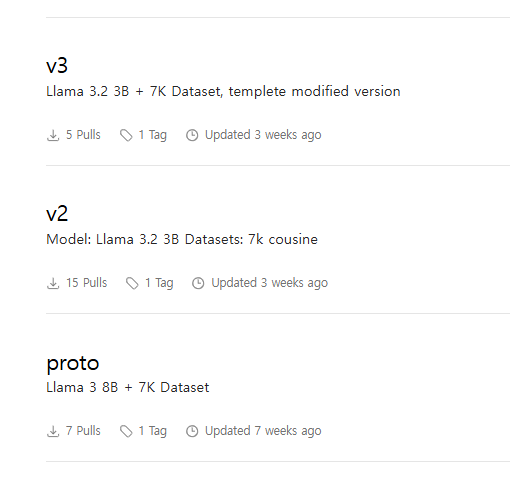 v3
Llama 3.2 3B + 7K Dataset, templete modified version
5 Pulls 1 Tag Updated 3 weeks ago
v2
Model: Llama 3.2 3B Datasets: 7k cousine
15 Pulls 1 Tag Updated 3 weeks ago
proto
Llama 3 8B + 7K Dataset
7 Pulls 1 Tag Updated 7 weeks ago